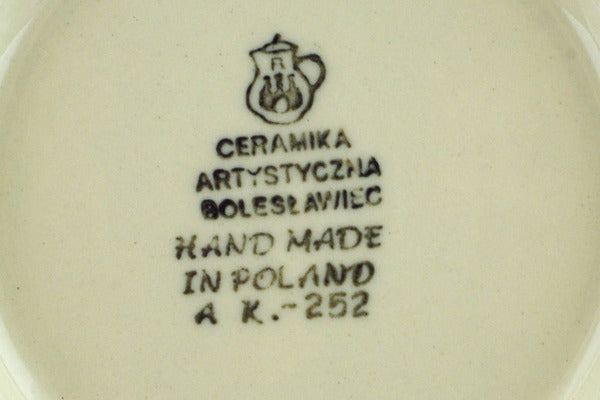 CERAMIKA
ARTYSTYCZNA
BOLESŁAWIEC
HAND MADE
IN POLAND
A K.-252